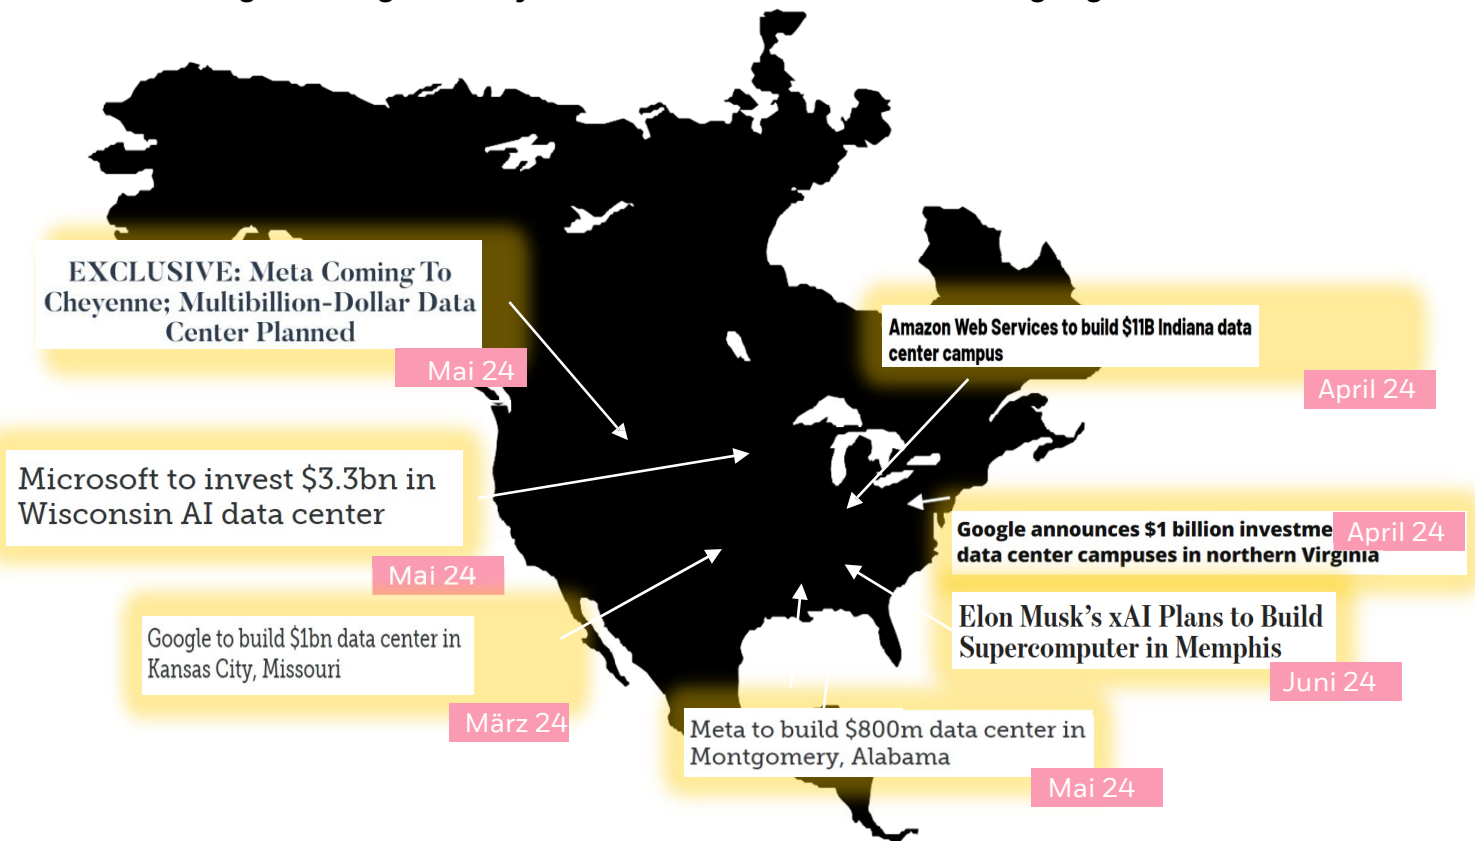 EXCLUSIVE: Meta Coming To
Cheyenne; Multibillion-Dollar Data
Center Planned
Mai 24
Amazon Web Services to build $11B Indiana data
center campus
April 24
Microsoft to invest $3.3bn in
Wisconsin AI data center
Mai 24
Google announces $1 billion
April 24
data center campuses in northern Virginia
Elon Musk’s xAI Plans to Build
Supercomputer in Memphis
Juni 24
Google to build $1bn data center in
Kansas City, Missouri
März 24
Meta to build $800m data center in
Montgomery, Alabama
Mai 24